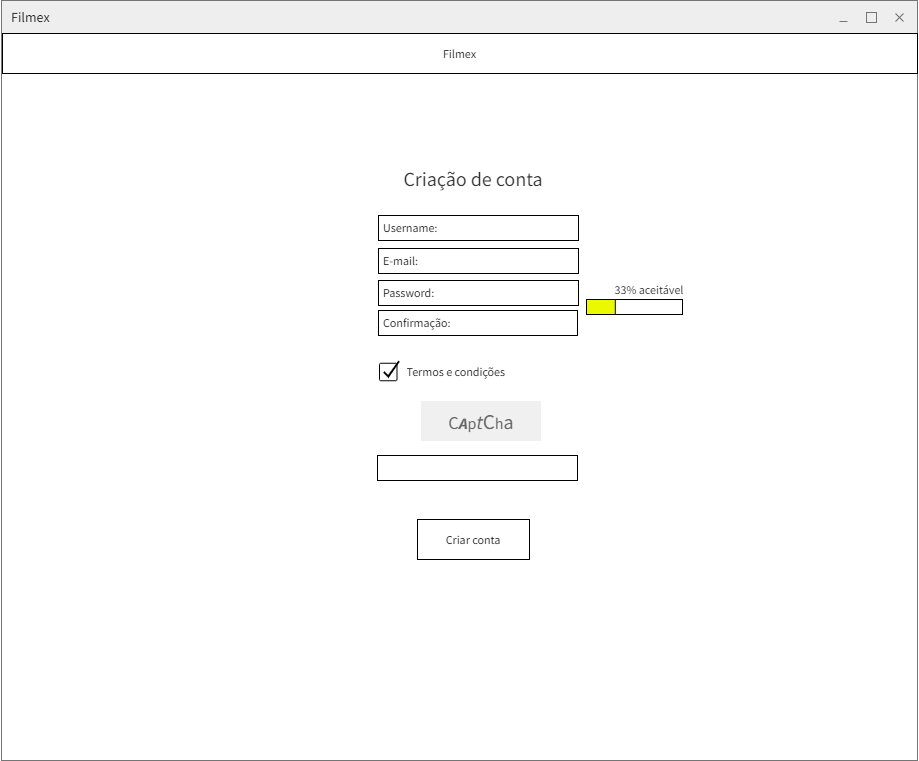 Filmex
Filmex
Criação de conta
Username:
E-mail:
Password:
33% aceitável
Confirmação:
Termos e condições
CAptCha
Criar conta